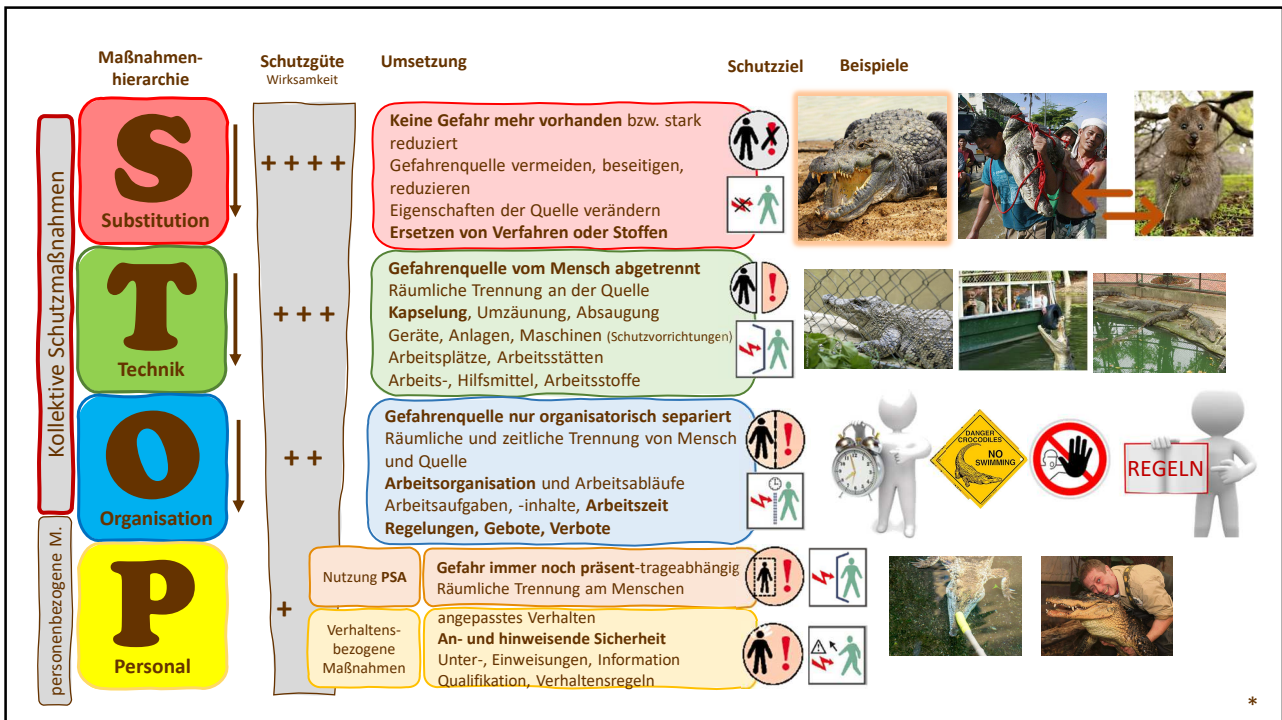 Maßnahmen-
hierarchie
Schutzgüte
Wirksamkeit
Umsetzung
Schutzziel
Beispiele
Kollektive Schutzmaßnahmen
S
Substitution
+ + + +
Keine Gefahr mehr vorhanden bzw. stark
reduziert
Gefahrenquelle vermeiden, beseitigen,
reduzieren
Eigenschaften der Quelle verändern
Ersetzen von Verfahren oder Stoffen
T
Technik
+ + +
Gefahrenquelle vom Mensch abgetrennt
Räumliche Trennung an der Quelle
Kapselung, Umzäunung, Absaugung
Geräte, Anlagen, Maschinen (Schutzvorrichtungen)
Arbeitsplätze, Arbeitsstätten
Arbeits-, Hilfsmittel, Arbeitsstoffe
O
Organisation
+ +
Gefahrenquelle nur organisatorisch separiert
Räumliche und zeitliche Trennung von Mensch
und Quelle
Arbeitsorganisation und Arbeitsabläufe
Arbeitsaufgaben, -inhalte, Arbeitszeit
Regelungen, Gebote, Verbote
DANGER
CROCODILES
NO
SWIMMING
REGELN
personenbezogene M.
P
Personal
+
Nutzung PSA
Gefahr immer noch präsent-trageabhängig
Räumliche Trennung am Menschen
Verhaltens-
bezogene
Maßnahmen
angepasstes Verhalten
An- und hinweisende Sicherheit
Unter-, Einweisungen, Information
Qualifikation, Verhaltensregeln
*